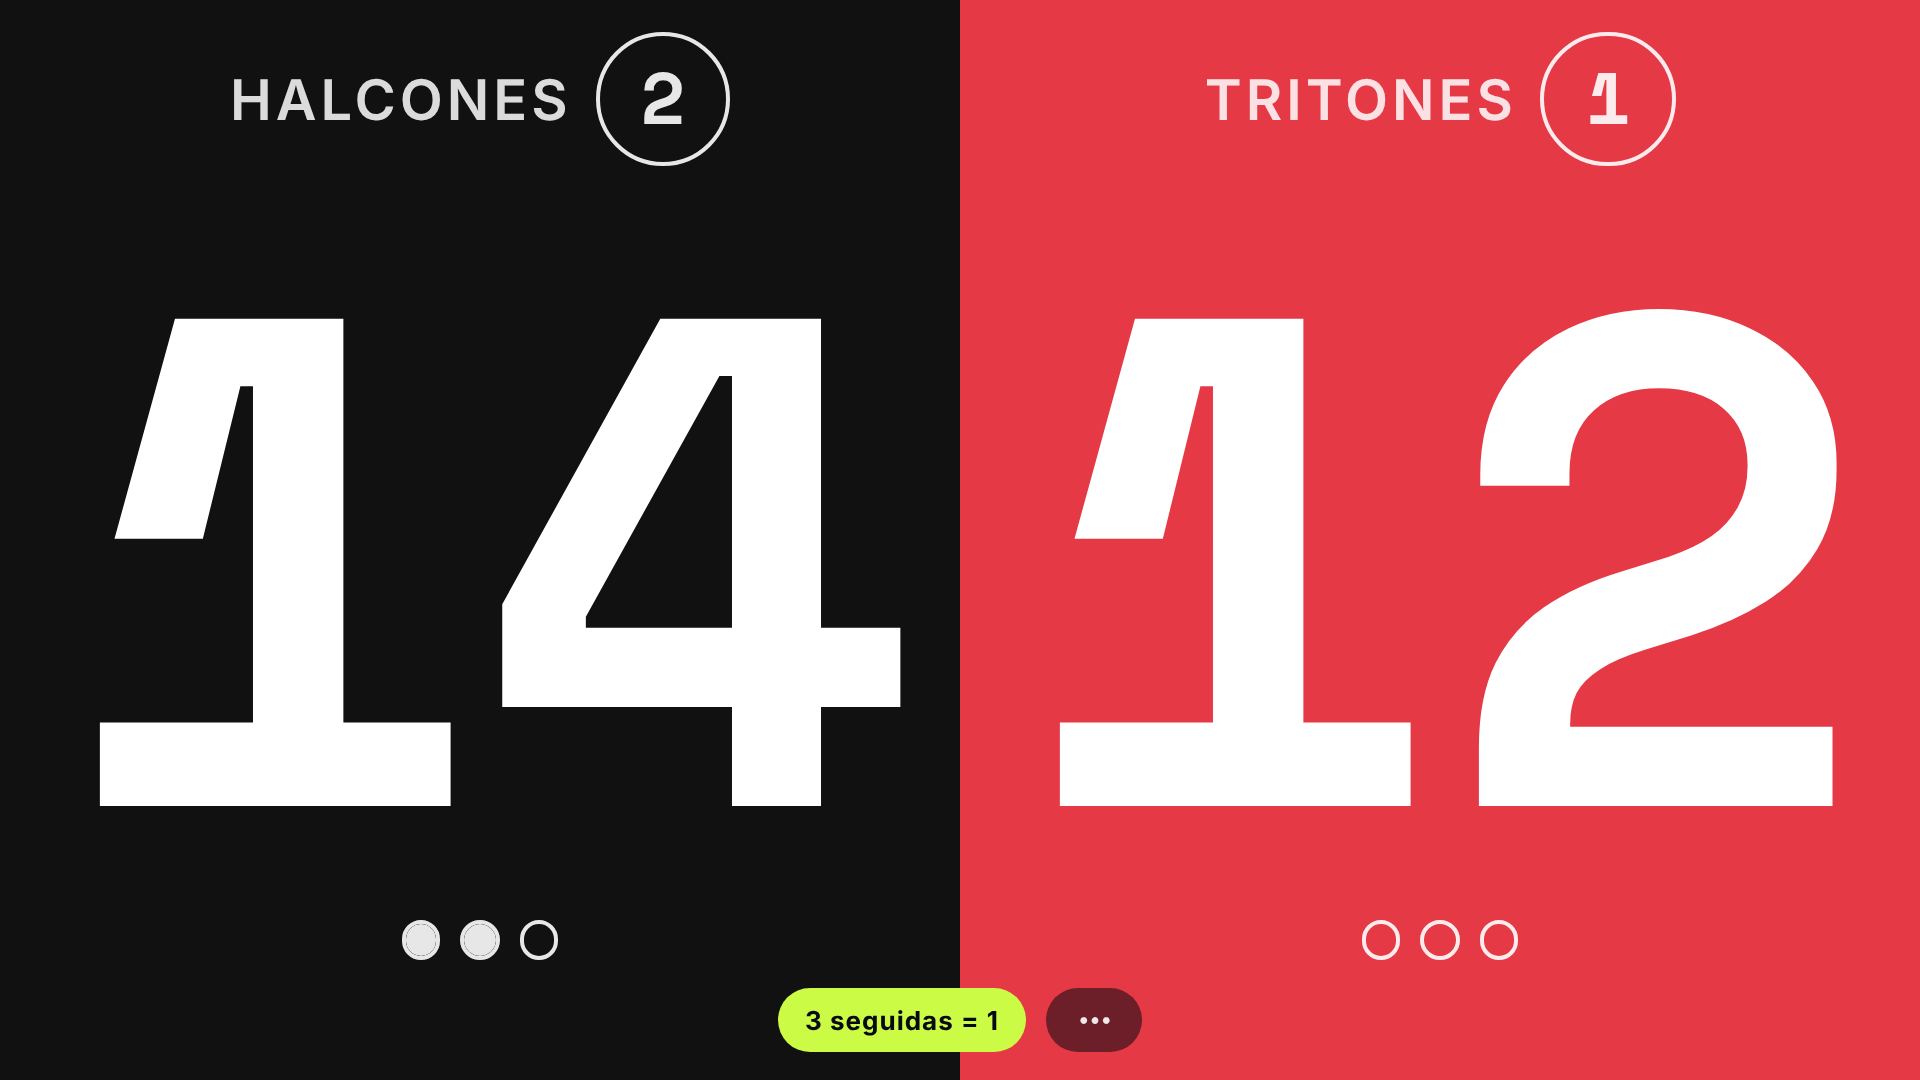 HALCONES 2
TRITONES 1
14
12
3 seguidas = 1
•••